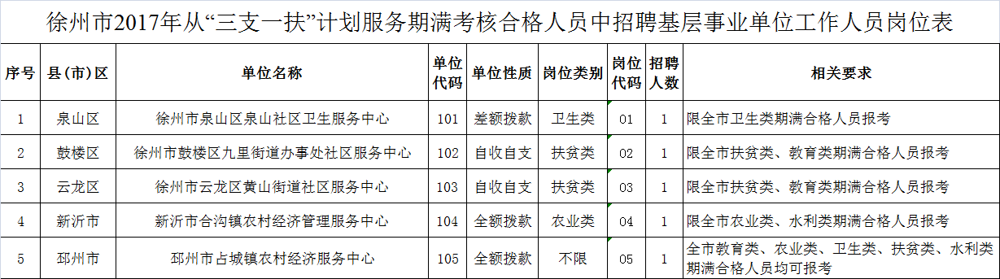 徐州市2017年从“三支一扶”计划服务期满考核合格人员中招聘基层事业单位工作人员岗位表
序号 县(市)区 单位名称 单位代码 单位性质 岗位类别 岗位代码 招聘人数 相关要求
1 泉山区 徐州市泉山区泉山社区卫生服务中心 101 差额拨款 卫生类 01 1 限全市卫生类期满合格人员报考
2 鼓楼区 徐州市鼓楼区九里街道办事处社区服务中心 102 自收自支 扶贫类 02 1 限全市扶贫类、教育类期满合格人员报考
3 云龙区 徐州市云龙区黄山街道社区服务中心 103 自收自支 扶贫类 03 1 限全市扶贫类、教育类期满合格人员报考
4 新沂市 新沂市合沟镇农村经济管理服务中心 104 全额拨款 农业类 04 1 限全市农业类、水利类期满合格人员报考
5 邳州市 邳州市占城镇农村经济服务中心 105 全额拨款 不限 05 1 全市教育类、农业类、卫生类、扶贫类、水利类
期满合格人员均可报考